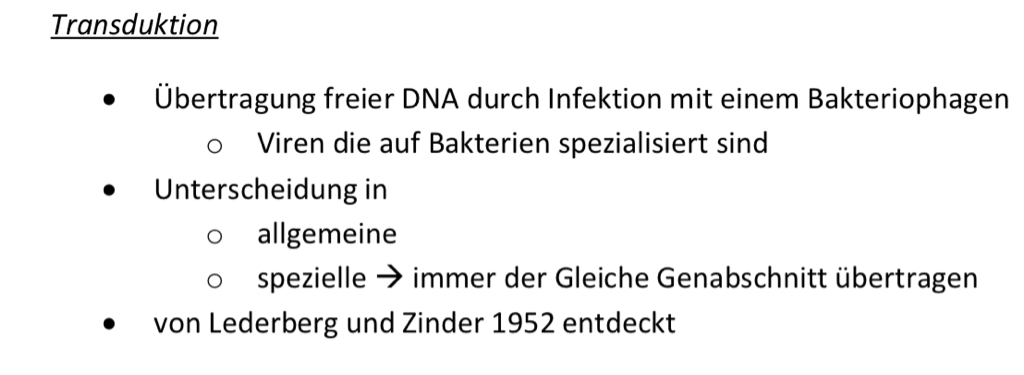 Transduktion
• Übertragung freier DNA durch Infektion mit einem Bakteriophagen
o Viren die auf Bakterien spezialisiert sind
• Unterscheidung in
o allgemeine
o spezielle → immer der Gleiche Genabschnitt übertragen
• von Lederberg und Zinder 1952 entdeckt